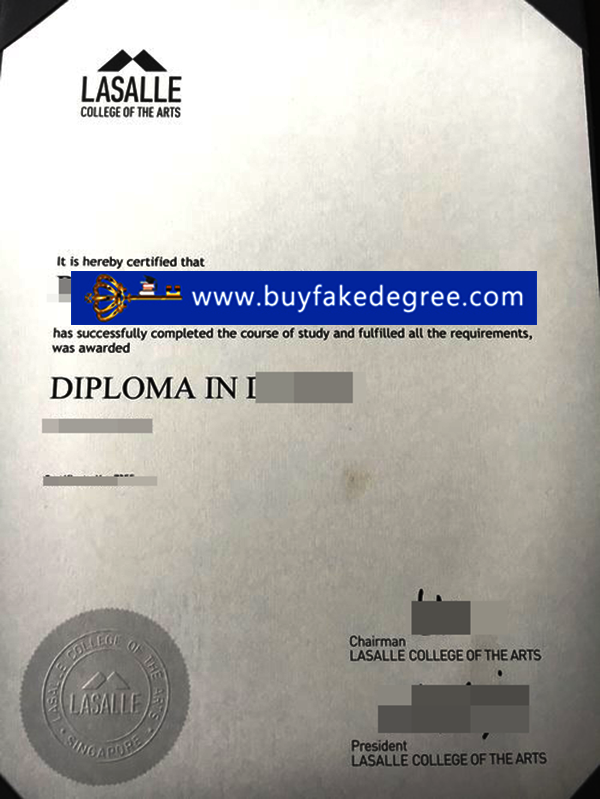 LASALLE
COLLEGE OF THE ARTS
It is hereby certified that
www.buyfakedegree.com
has successfully completed the course of study and fulfilled all the requirements,
was awarded
DIPLOMA IN
LASALLE COLLEGE OF THE ARTS
LASALLE
SINGAPORE
Chairman
LASALLE COLLEGE OF THE ARTS
President
LASALLE COLLEGE OF THE ARTS